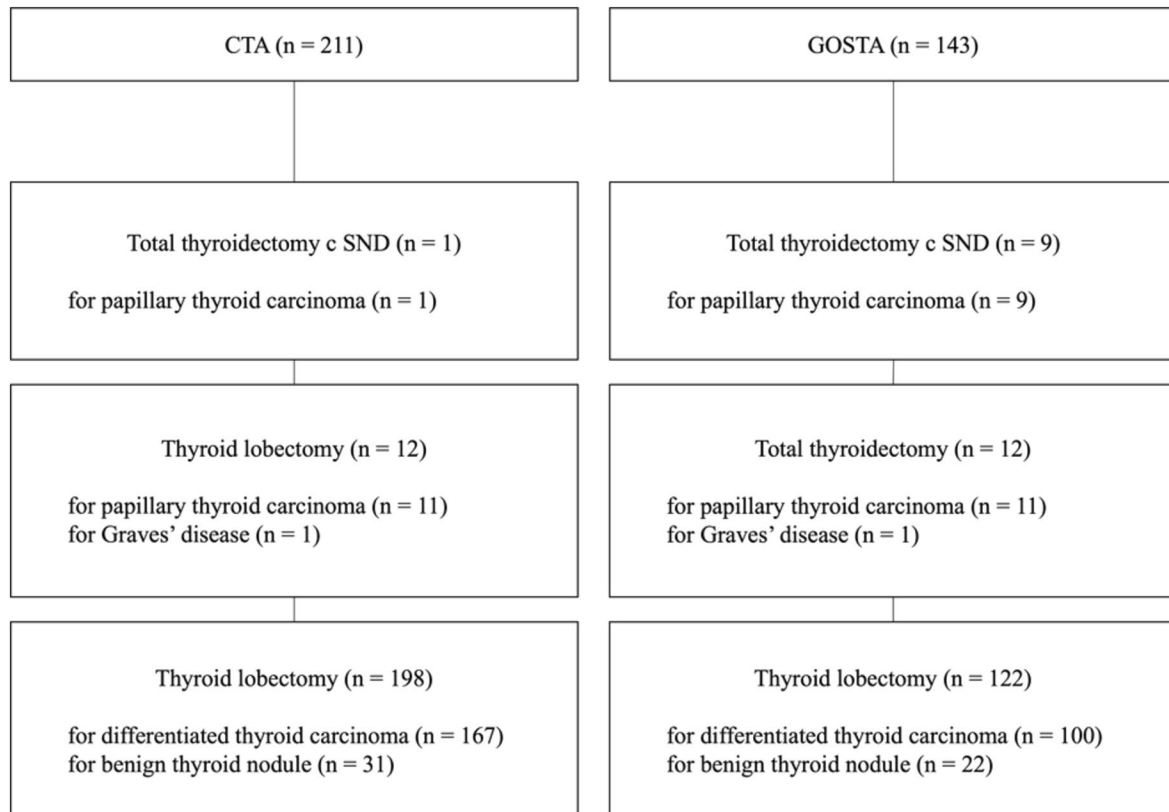 CTA (n = 211)
Total thyroidectomy c SND (n = 1)
for papillary thyroid carcinoma (n = 1)
Thyroid lobectomy (n = 12)
for papillary thyroid carcinoma (n = 11)
for Graves’ disease (n = 1)
Thyroid lobectomy (n = 198)
for differentiated thyroid carcinoma (n = 167)
for benign thyroid nodule (n = 31)
GOSTA (n = 143)
Total thyroidectomy c SND (n = 9)
for papillary thyroid carcinoma (n = 9)
Total thyroidectomy (n = 12)
for papillary thyroid carcinoma (n = 11)
for Graves’ disease (n = 1)
Thyroid lobectomy (n = 122)
for differentiated thyroid carcinoma (n = 100)
for benign thyroid nodule (n = 22)